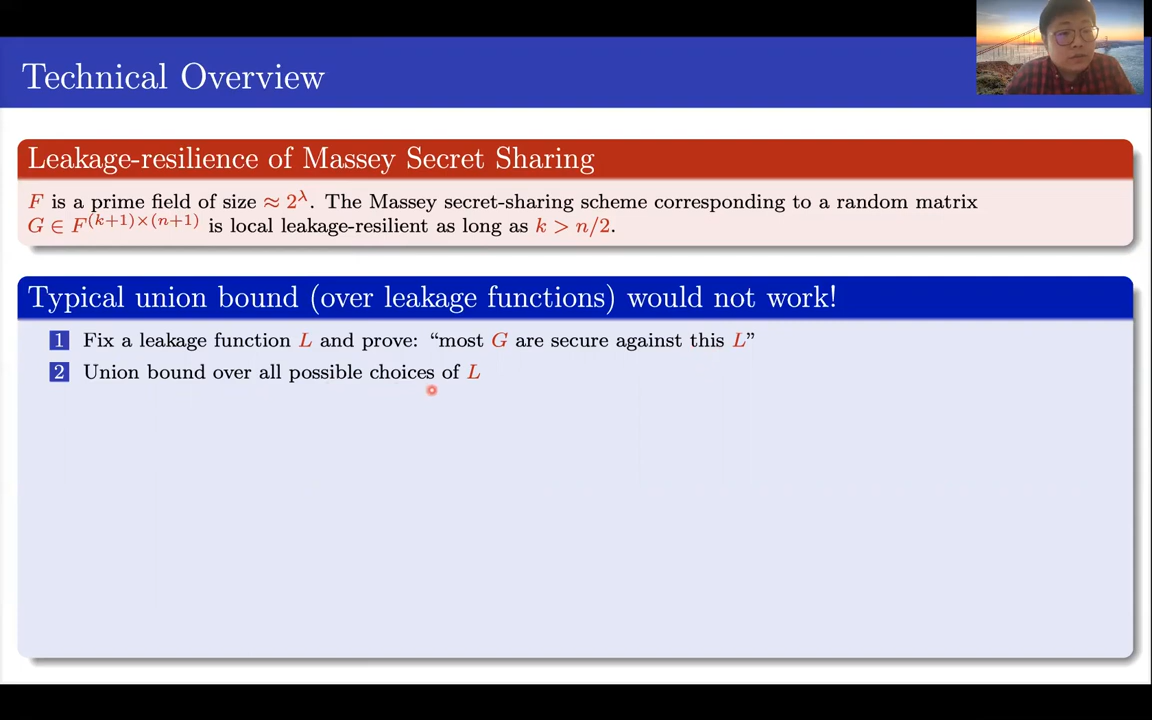 Technical Overview
Leakage-resilience of Massey Secret Sharing
F is a prime field of size ≈ 2^λ. The Massey secret-sharing scheme corresponding to a random matrix
G ∈ F^{(k+1)×(n+1)} is local leakage-resilient as long as k > n/2.
Typical union bound (over leakage functions) would not work!
1 Fix a leakage function L and prove: “most G are secure against this L”
2 Union bound over all possible choices of L